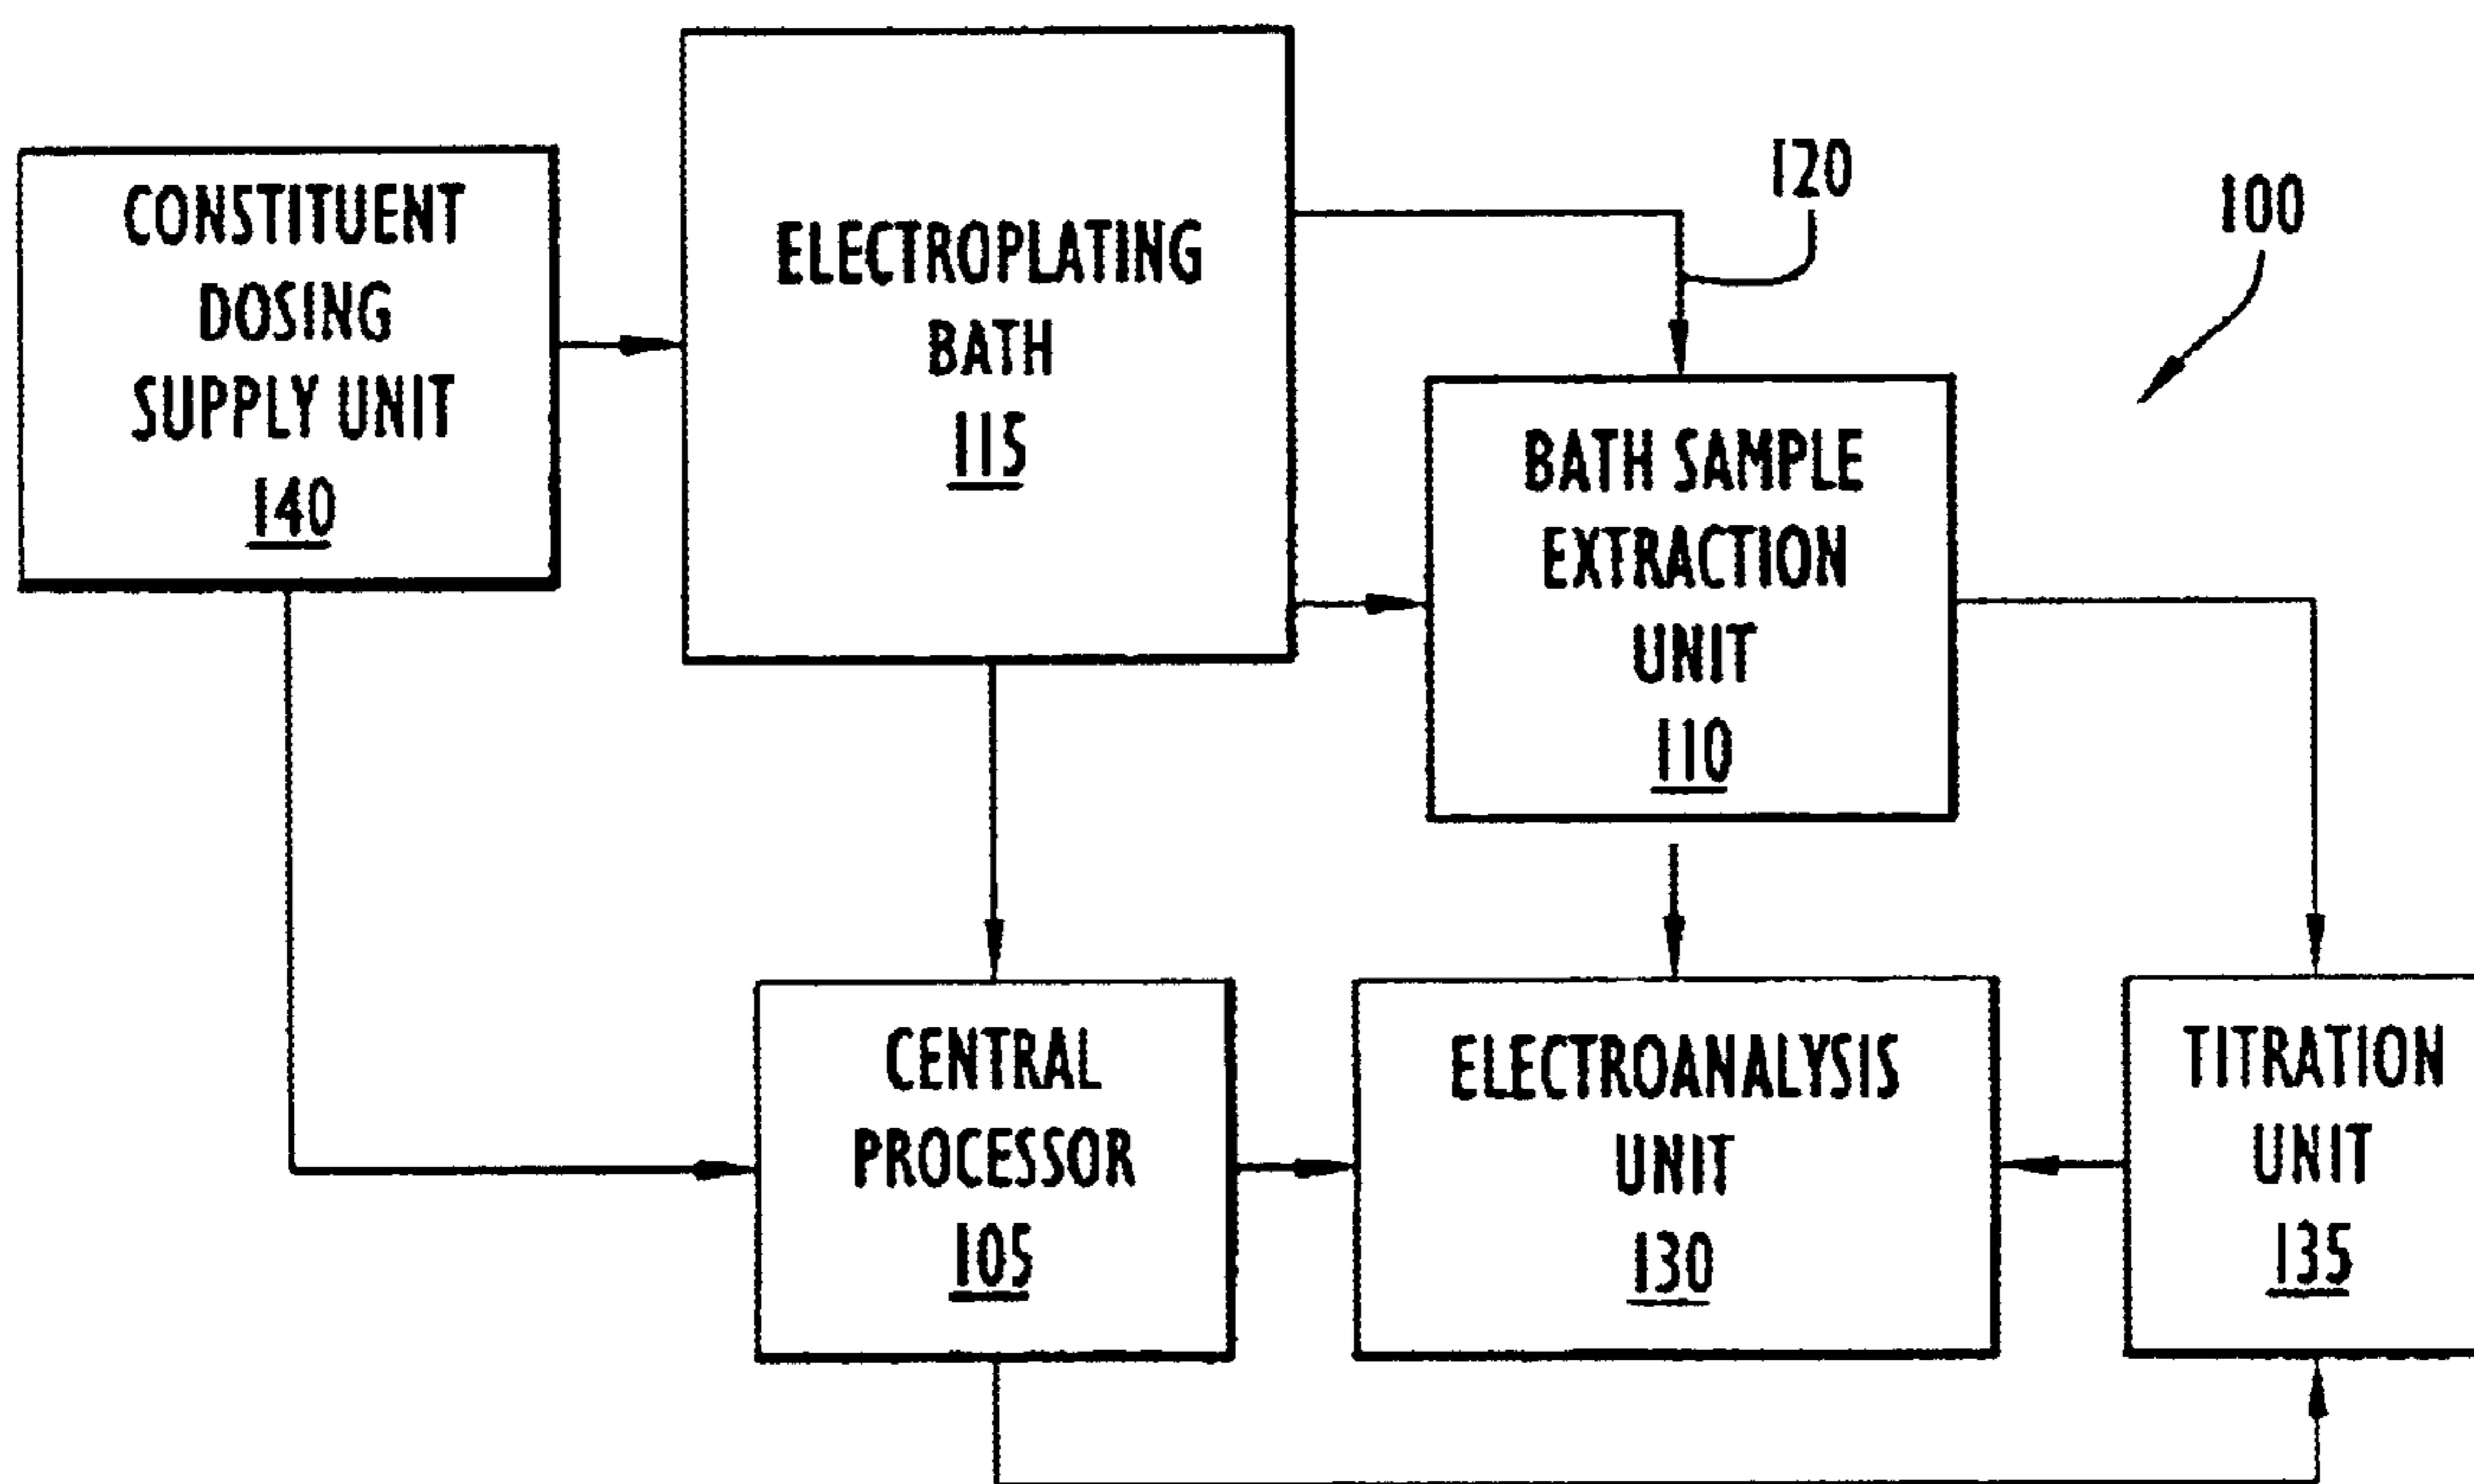 CONSTITUENT
DOSING
SUPPLY UNIT
140
ELECTROPLATING
BATH
115
120
100
BATH SAMPLE
EXTRACTION
UNIT
110
CENTRAL
PROCESSOR
105
ELECTROANALYSIS
UNIT
130
TITRATION
UNIT
135